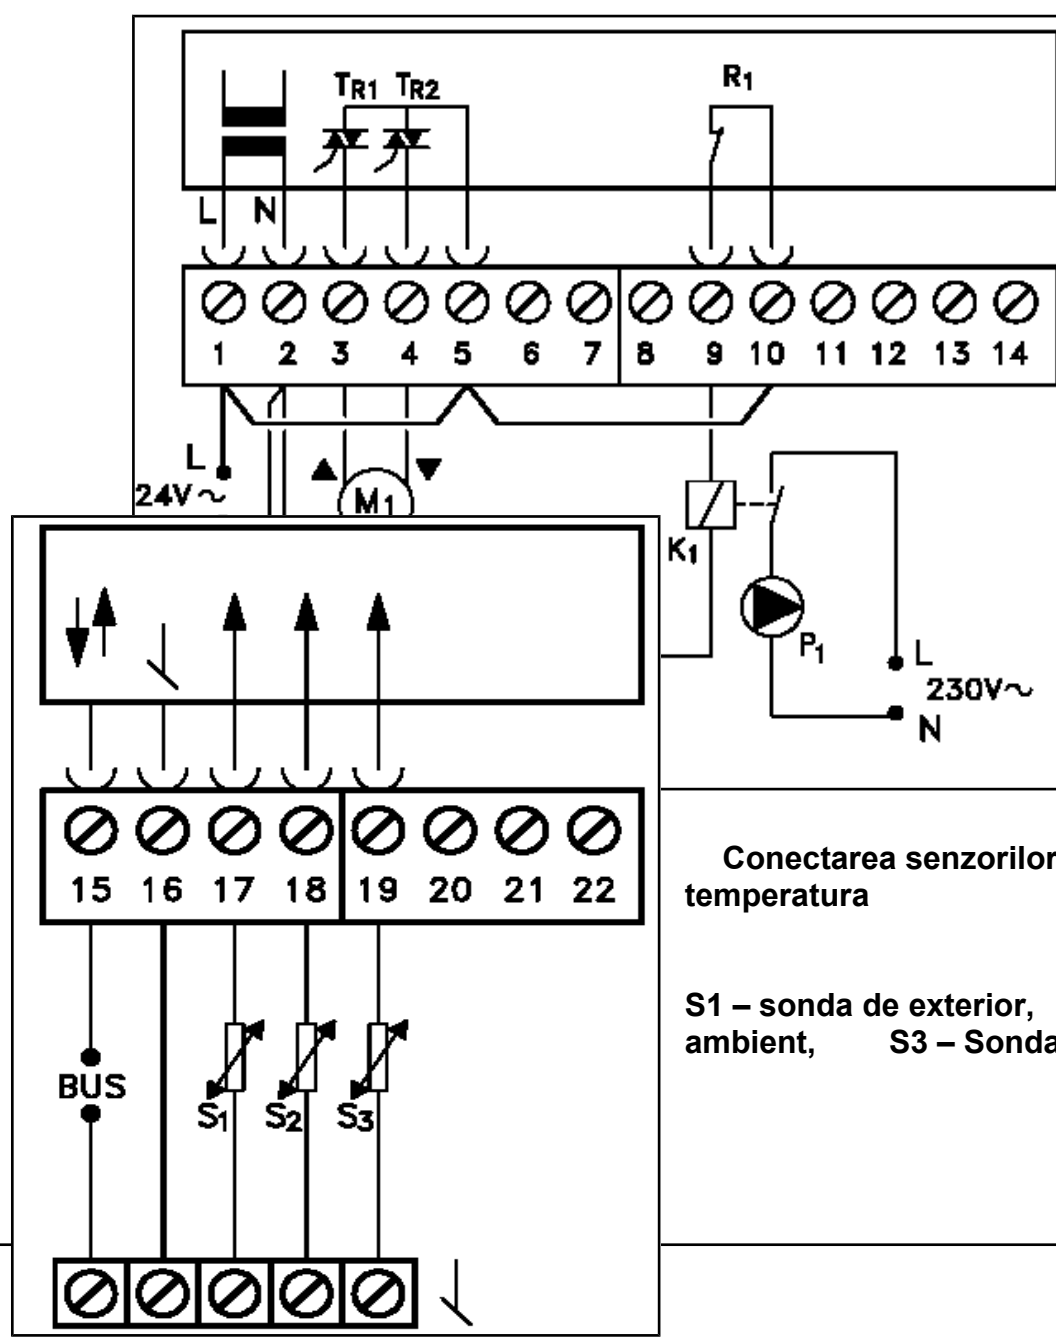 TR1 TR2 R1
L N
1 2 3 4 5 6 7 8 9 10 11 12 13 14
L
24V~
M1
K1
P1
L
230V~
N
15 16 17 18 19 20 21 22
BUS
S1 S2 S3
Conectarea senzorilor
temperatura
S1 – sonda de exterior,
ambient, S3 – Sonda